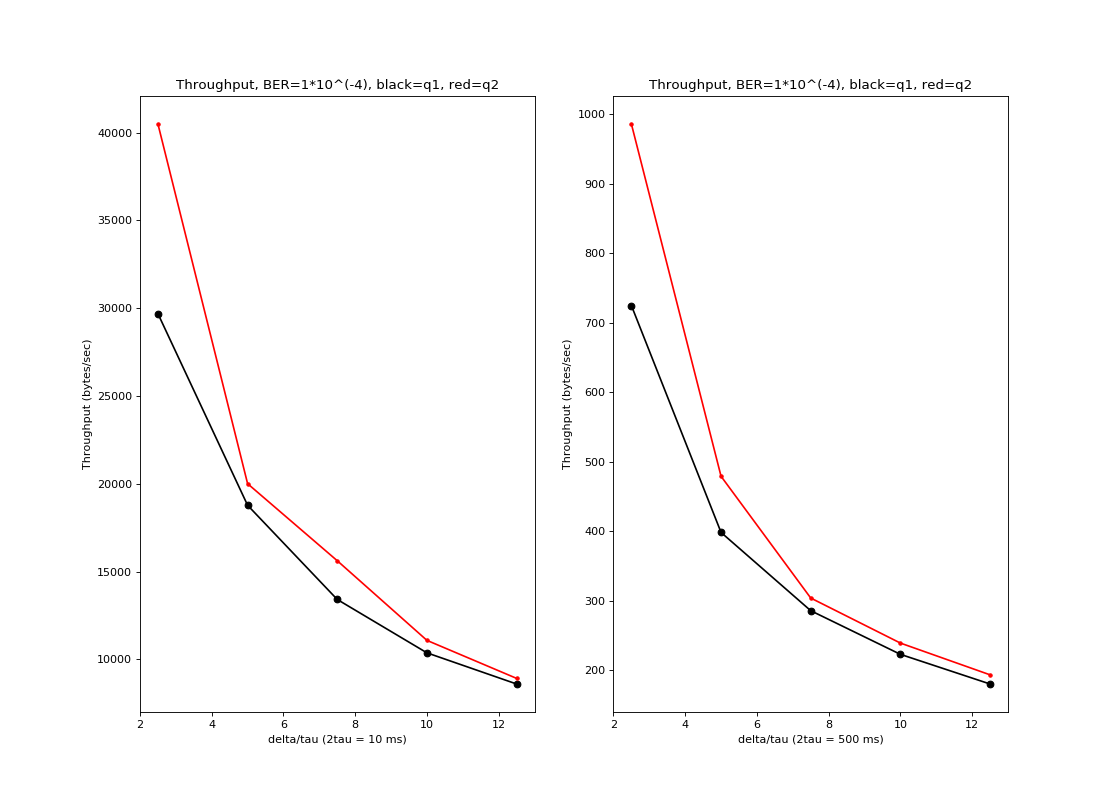 Throughput, BER=1*10^(-4), black=q1, red=q2
40000
35000
30000
25000
20000
15000
10000
Throughput (bytes/sec)
2 4 6 8 10 12
delta/tau (2tau = 10 ms)
Throughput, BER=1*10^(-4), black=q1, red=q2
1000
900
800
700
600
500
400
300
200
Throughput (bytes/sec)
2 4 6 8 10 12
delta/tau (2tau = 500 ms)